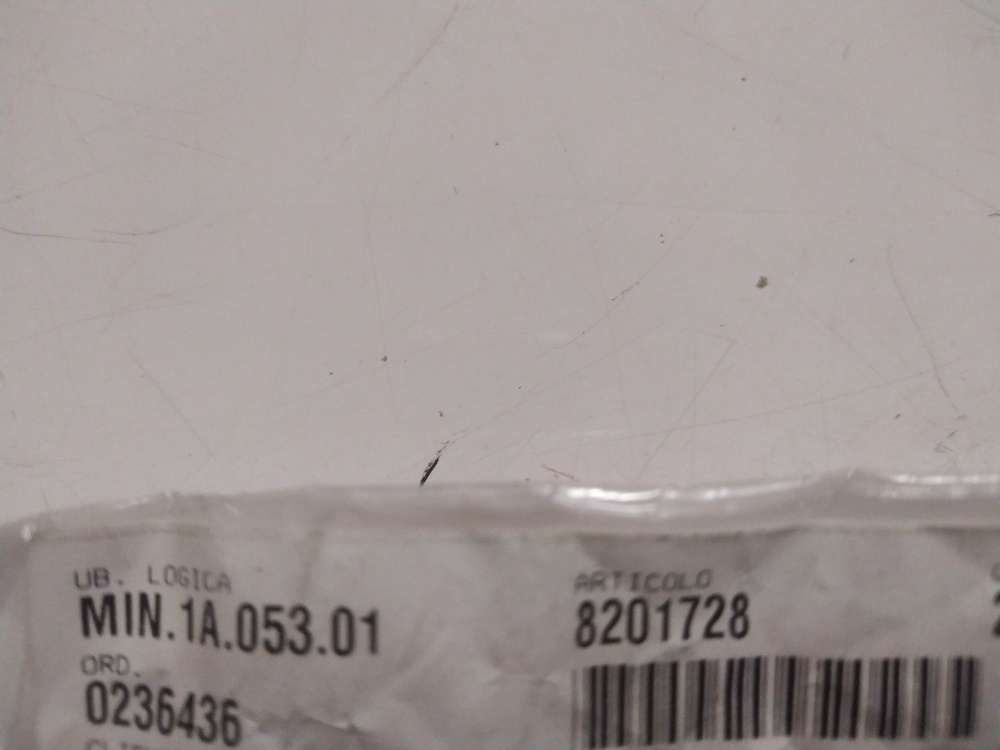 UB. LOGICA
MIN.1A.053.01
ARTICOLO
8201728
ORD.
0236436